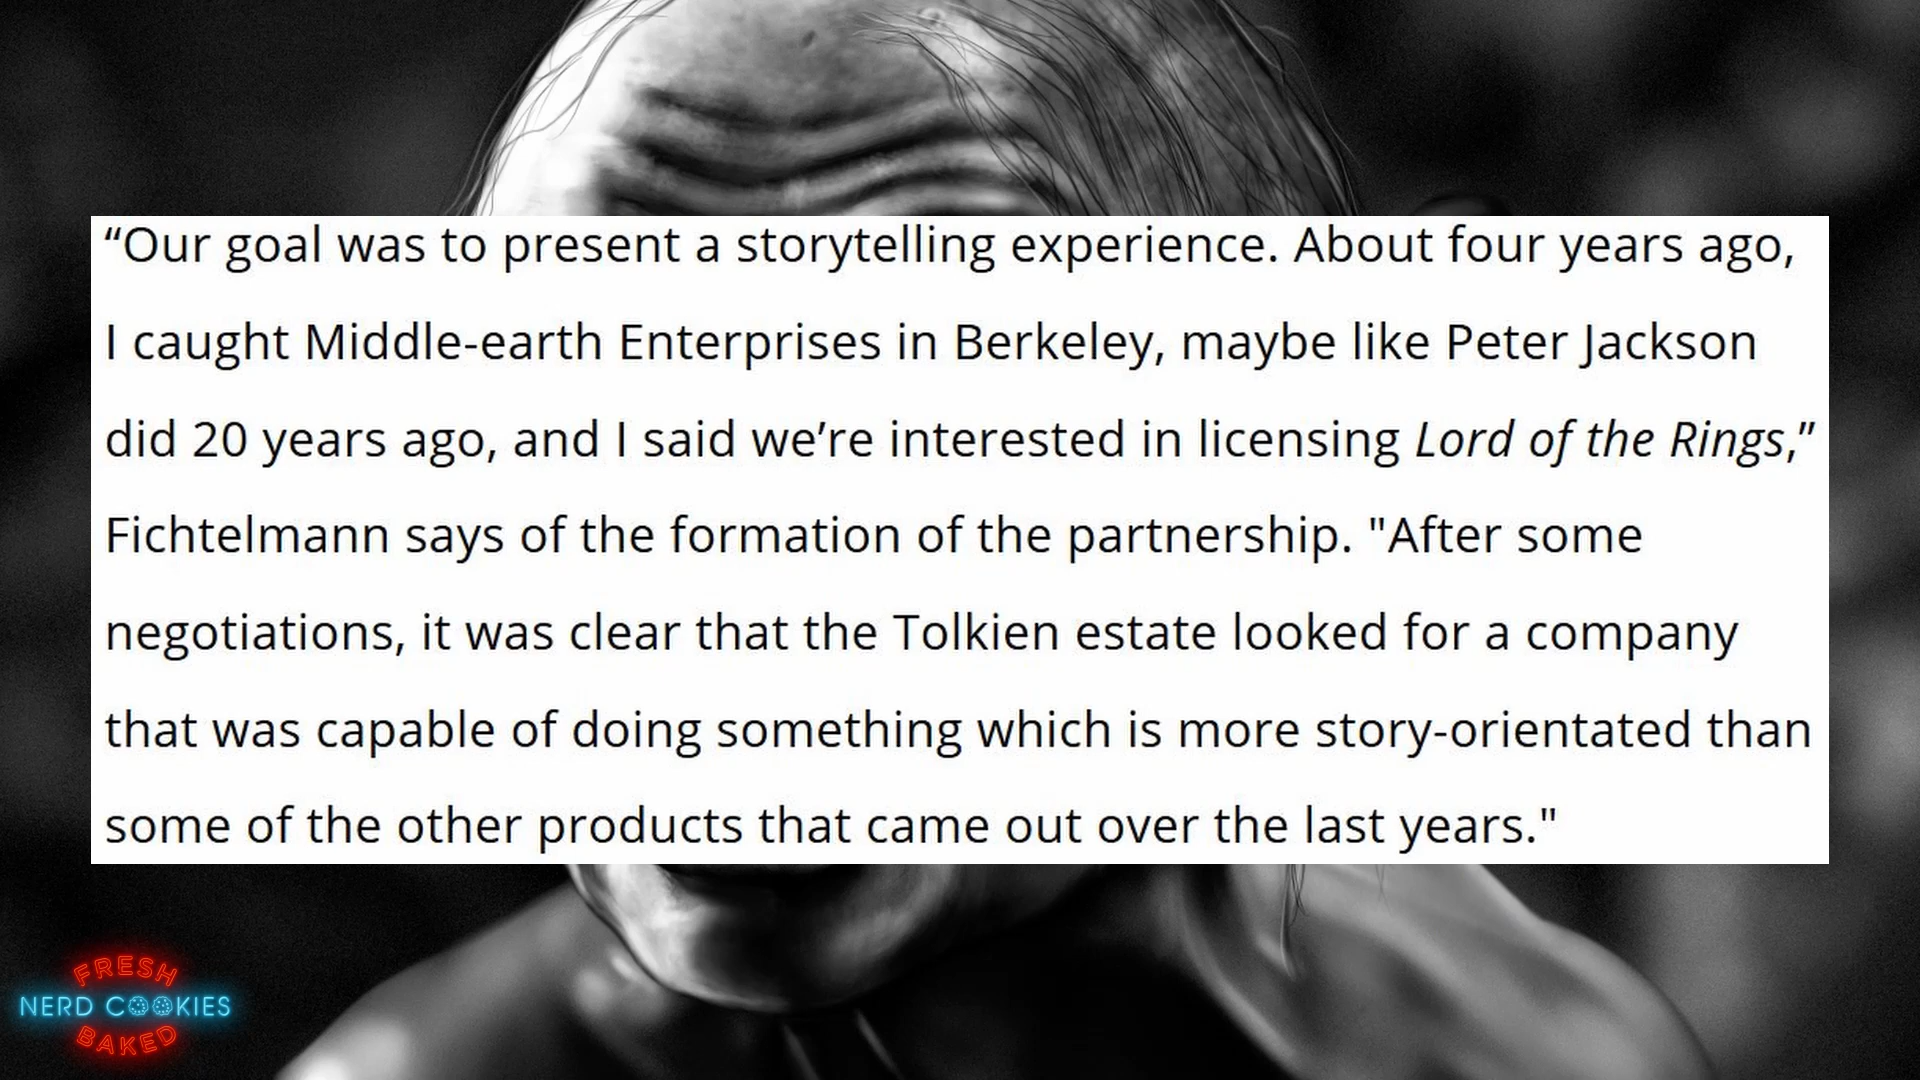 “Our goal was to present a storytelling experience. About four years ago,
I caught Middle-earth Enterprises in Berkeley, maybe like Peter Jackson
did 20 years ago, and I said we’re interested in licensing Lord of the Rings,”
Fichtelmann says of the formation of the partnership. "After some
negotiations, it was clear that the Tolkien estate looked for a company
that was capable of doing something which is more story-orientated than
some of the other products that came out over the last years."
FRESH
NERD COOKIES
BAKED